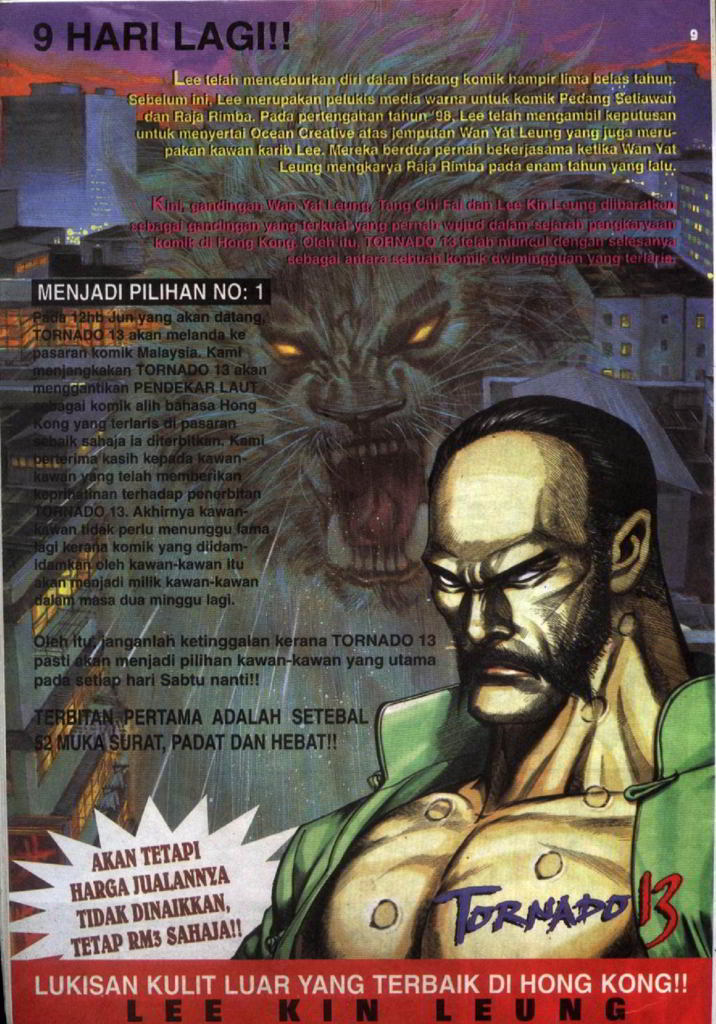 9 HARI LAGI!!
9
Lee telah menceburkan diri dalam bidang komik hampir lima belas tahun.
Sebelum ini, Lee merupakan pelukis media warna untuk komik Pedang Setiawan
dan Raja Rimba. Pada pertengahan tahun '98, Lee telah mengambil keputusan
untuk menyertai Ocean Creative atas jemputan Wan Yat Leung yang juga meru-
pakan kawan karib Lee. Mereka berdua pernah bekerjasama ketika Wan Yat
Leung mengkarya Raja Rimba pada enam tahun yang lalu.
Kini, gandingan Wan Yat Leung, Tang Chi Fai dan Lee Kin Leung diibaratkan
sebagai gandingan yang terkuat yang pernah wujud dalam sejarah pengkaryaan
komik di Hong Kong. Oleh itu, TORNADO 13 telah muncul dengan selesanya
sebagai antara sebuah komik dwimingguan yang terlaris.
MENJADI PILIHAN NO: 1
Pada 12hb Jun yang akan datang,
TORNADO 13 akan melanda ke
pasaran komik Malaysia. Kami
menjangkakan TORNADO 13 akan
menggantikan PENDEKAR LAUT
sebagai komik alih bahasa Hong
Kong yang terlaris di pasaran
sebaik sahaja ia diterbitkan. Kami
berterima kasih kepada kawan-
kawan yang telah memberikan
keprihatinan terhadap penerbitan
TORNADO 13. Akhirnya kawan-
kawan tidak perlu menunggu lama
lagi kerana komik yang diidam-
idamkan oleh kawan-kawan itu
akan menjadi milik kawan-kawan
dalam masa dua minggu lagi.
Oleh itu, janganlah ketinggalan kerana TORNADO 13
pasti akan menjadi pilihan kawan-kawan yang utama
pada setiap hari Sabtu nanti!!
TERBITAN PERTAMA ADALAH SETEBAL
52 MUKA SURAT, PADAT DAN HEBAT!!
AKAN TETAPI
HARGA JUALANNYA
TIDAK DINAIKKAN,
TETAP RM3 SAHAJA!!
TORNADO 13
LUKISAN KULIT LUAR YANG TERBAIK DI HONG KONG!!
LEE KIN LEUNG